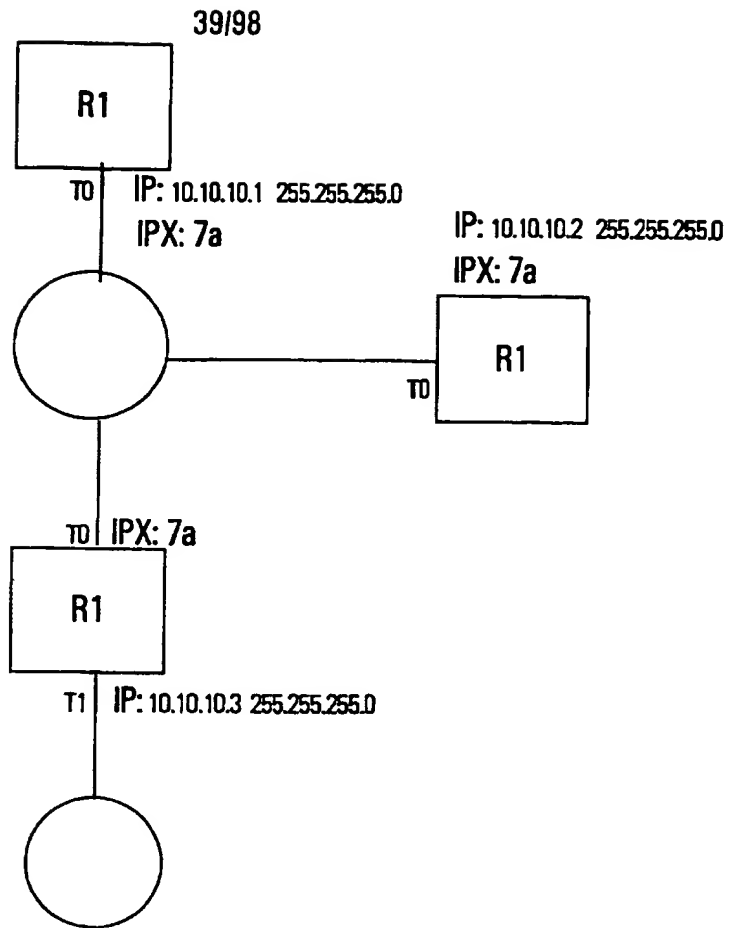 39/98
R1
T0
IP: 10.10.10.1 255.255.255.0
IPX: 7a
IP: 10.10.10.2 255.255.255.0
IPX: 7a
R1
T0
T0
IPX: 7a
R1
T1
IP: 10.10.10.3 255.255.255.0